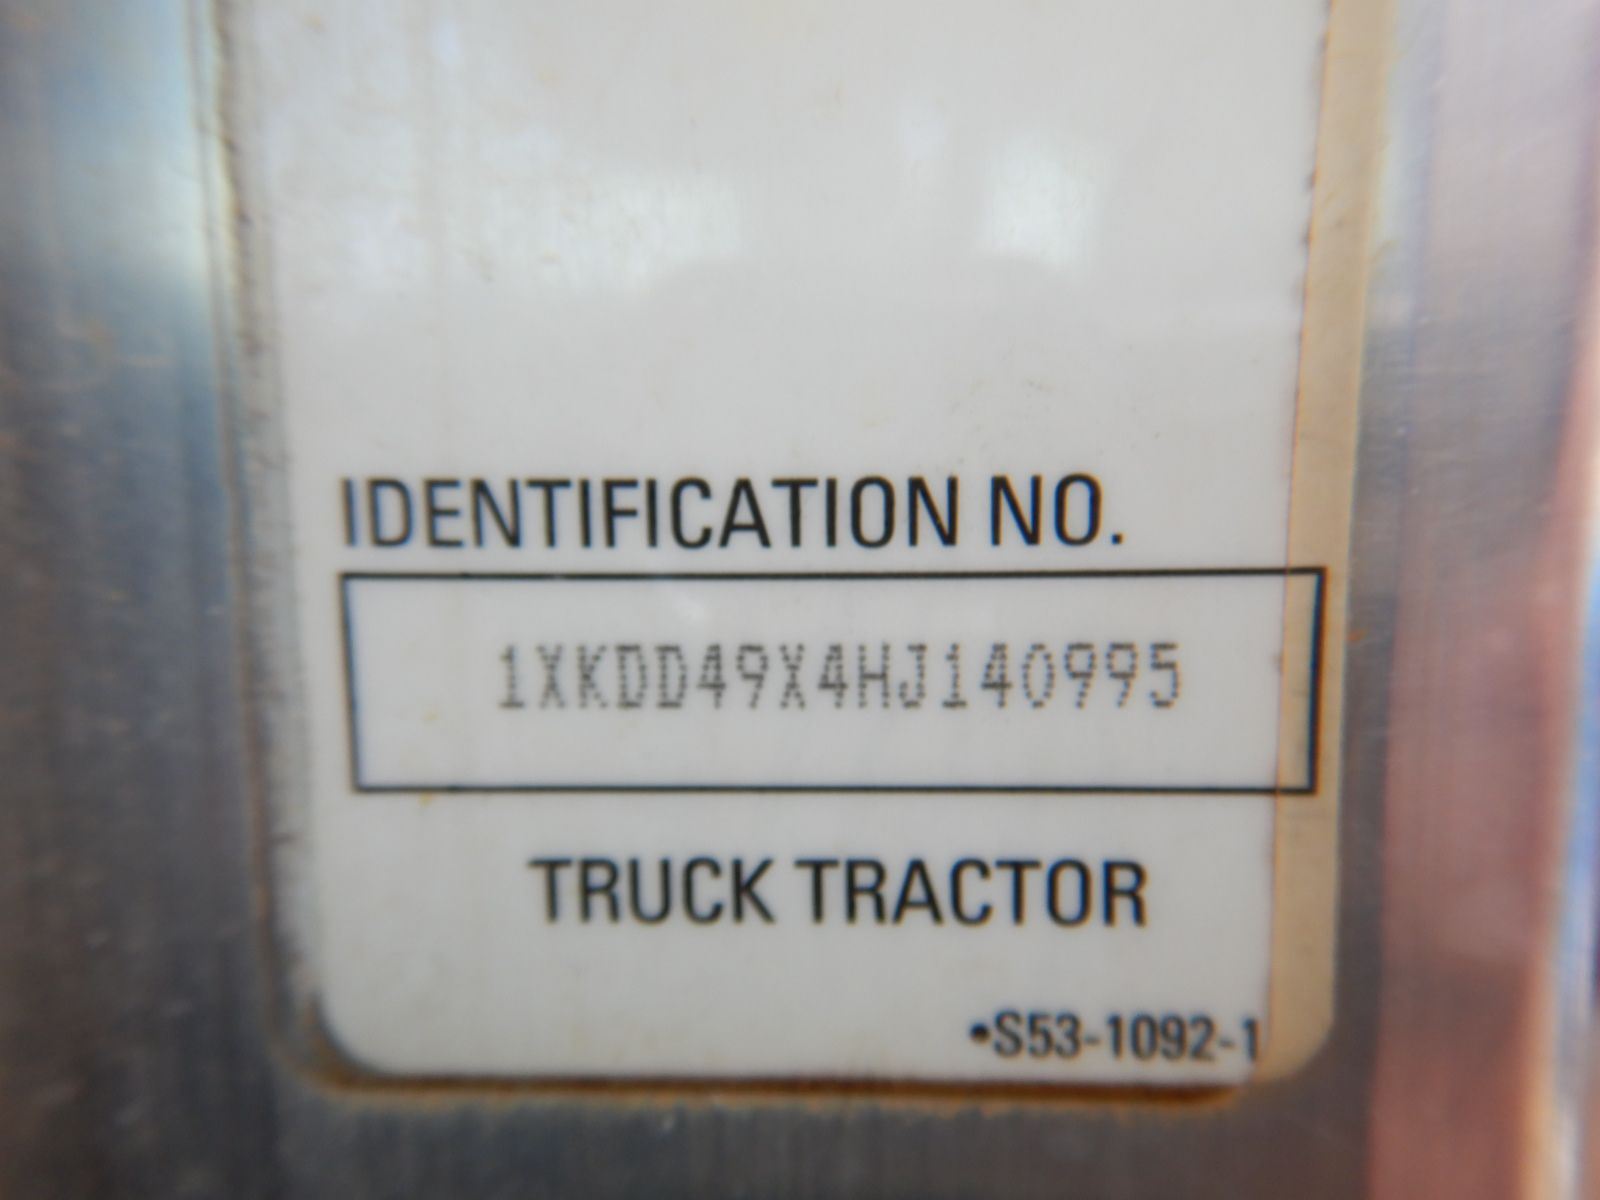 IDENTIFICATION NO.
1XKDD49X4HJ140995
TRUCK TRACTOR
•S53-1092-1